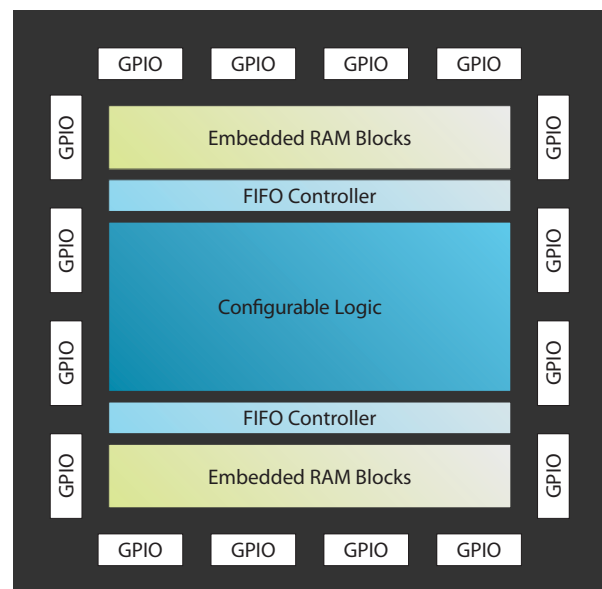 GPIO GPIO GPIO GPIO
GPIO
GPIO
GPIO
GPIO
Embedded RAM Blocks
FIFO Controller
Configurable Logic
FIFO Controller
Embedded RAM Blocks
GPIO
GPIO
GPIO
GPIO
GPIO GPIO GPIO GPIO